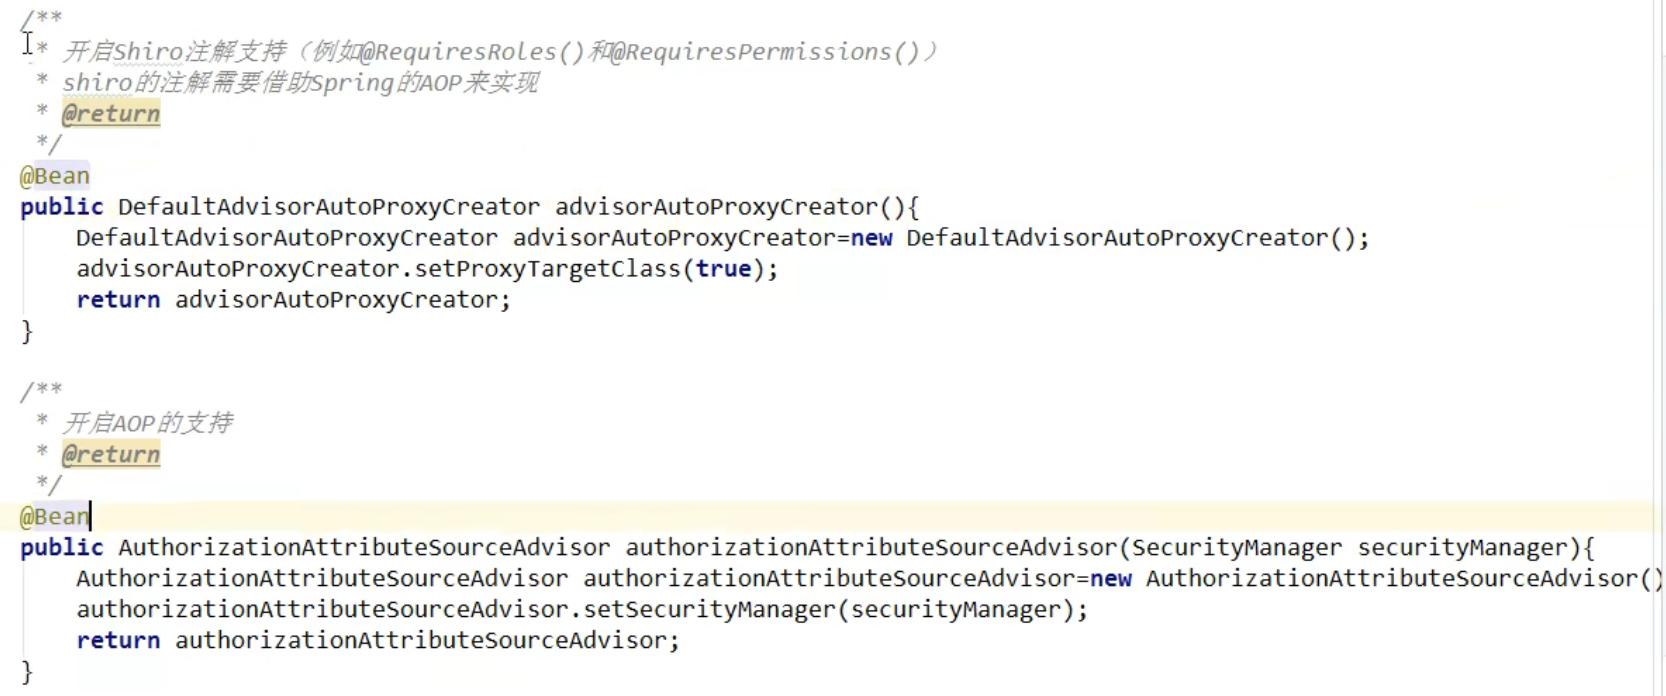 /**
 * 开启Shiro注解支持（例如@RequiresRoles()和@RequiresPermissions()）
 * shiro的注解需要借助Spring的AOP来实现
 * @return
 */
@Bean
public DefaultAdvisorAutoProxyCreator advisorAutoProxyCreator(){
    DefaultAdvisorAutoProxyCreator advisorAutoProxyCreator=new DefaultAdvisorAutoProxyCreator();
    advisorAutoProxyCreator.setProxyTargetClass(true);
    return advisorAutoProxyCreator;
}
/**
 * 开启AOP的支持
 * @return
 */
@Bean
public AuthorizationAttributeSourceAdvisor authorizationAttributeSourceAdvisor(SecurityManager securityManager){
    AuthorizationAttributeSourceAdvisor authorizationAttributeSourceAdvisor=new AuthorizationAttributeSourceAdvisor()
    authorizationAttributeSourceAdvisor.setSecurityManager(securityManager);
    return authorizationAttributeSourceAdvisor;
}